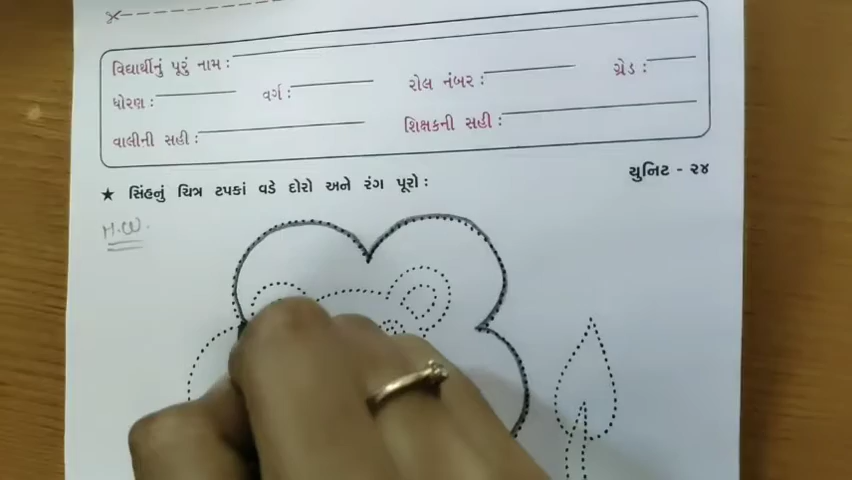 વિદ્યાર્થીનું પૂરું નામ :
ધોરણ : વર્ગ : રોલ નંબર : ગ્રેડ :
વાલીની સહી : શિક્ષકની સહી :
યુનિટ - ૨૪
★ સિંહનું ચિત્ર ટપકાં વડે દોરો અને રંગ પૂરો :
H.W.